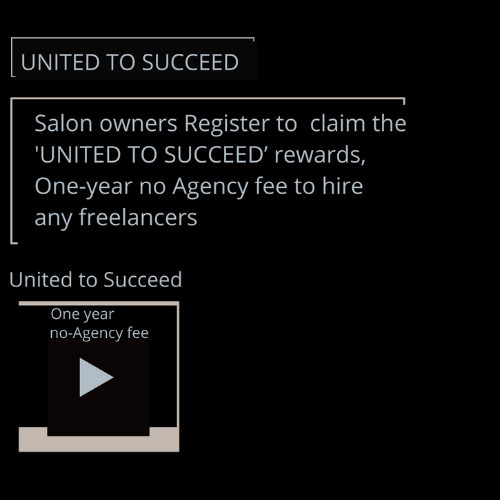 UNITED TO SUCCEED
Salon owners Register to claim the
'UNITED TO SUCCEED’ rewards,
One-year no Agency fee to hire
any freelancers
United to Succeed
One year
no-Agency fee